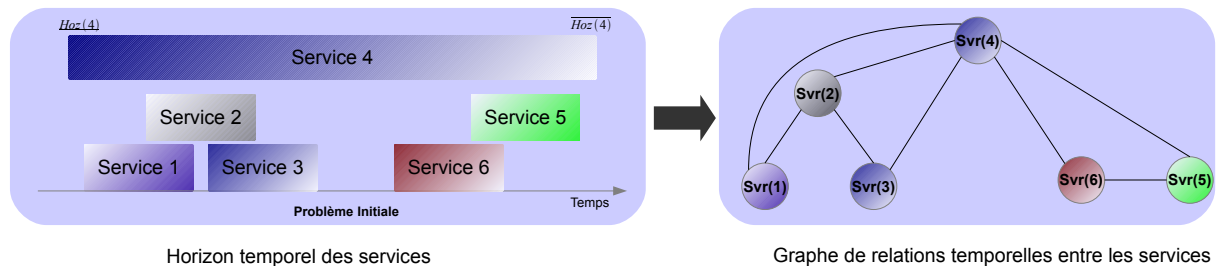 Hoz(4)
Hoz(4)
Service 4
Service 2
Service 5
Service 1
Service 3
Service 6
Temps
Problème Initiale
Horizon temporel des services
Svr(4)
Svr(2)
Svr(1)
Svr(3)
Svr(6)
Svr(5)
Graphe de relations temporelles entre les services